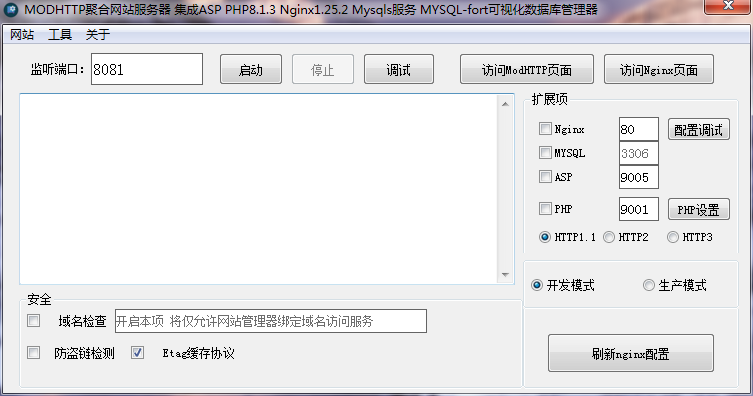 MODHTTP聚合网站服务器 集成ASP PHP8.1.3 Nginx1.25.2 Mysqls服务 MYSQL-fort可视化数据库管理器
网站 工具 关于
监听端口: 8081 启动 停止 调试 访问ModHTTP页面 访问Nginx页面
扩展项
Nginx 80 配置调试
MYSQL 3306
ASP 9005
PHP 9001 PHP设置
HTTP1.1 HTTP2 HTTP3
开发模式 生产模式
安全
域名检查 开启本项 将仅允许网站管理器绑定域名访问服务
防盗链检测 Etag缓存协议
刷新nginx配置